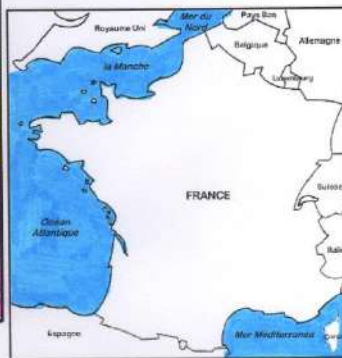 Mer du
Nord
Pays Bas
Royaume Uni
Allemagne
Belgique
la Manche
Luxembourg
FRANCE
Suisse
Océan
Atlantique
Italie
Espagne
Mer Méditerranée